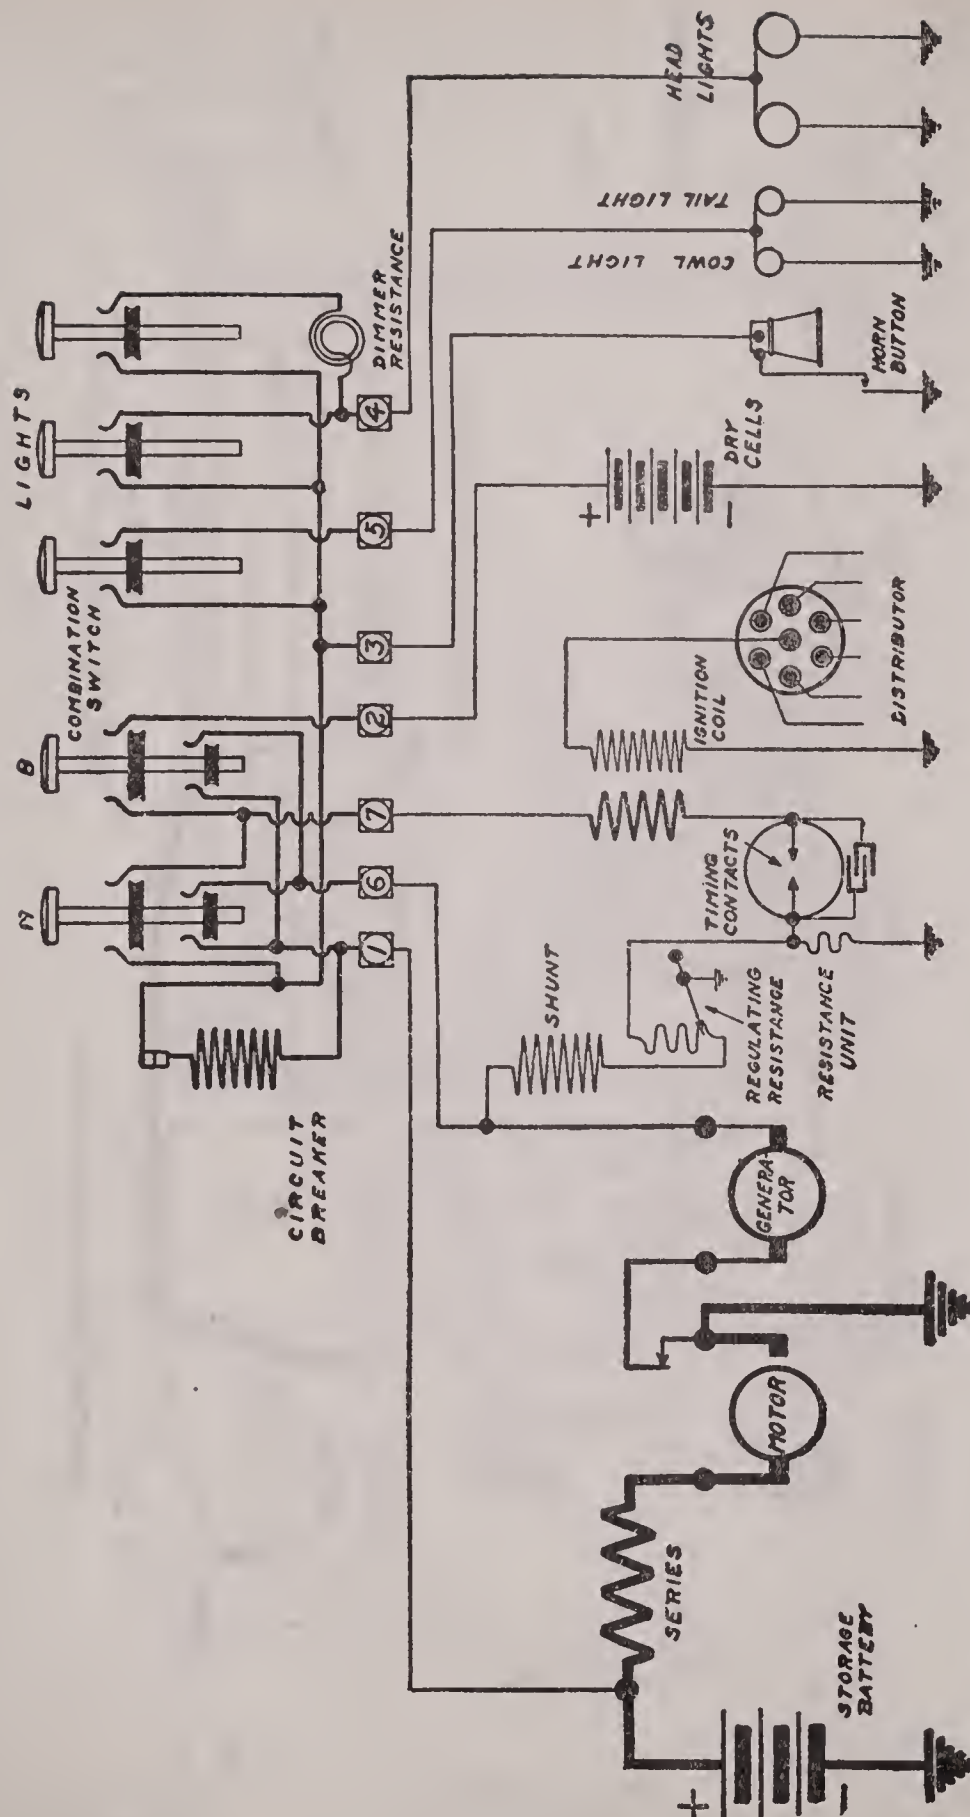 LIGHTS
COMBINATION
SWITCH
B
A
CIRCUIT
BREAKER
1
6
7
2
3
5
4
DIMMER
RESISTANCE
HEAD
LIGHTS
TAIL LIGHT
COWL LIGHT
HORN
BUTTON
+
-
DRY
CELLS
DISTRIBUTOR
IGNITION
COIL
TIMING
CONTACTS
RESISTANCE
UNIT
REGULATING
RESISTANCE
SHUNT
GENERA-
TOR
MOTOR
SERIES
+
-
STORAGE
BATTERY